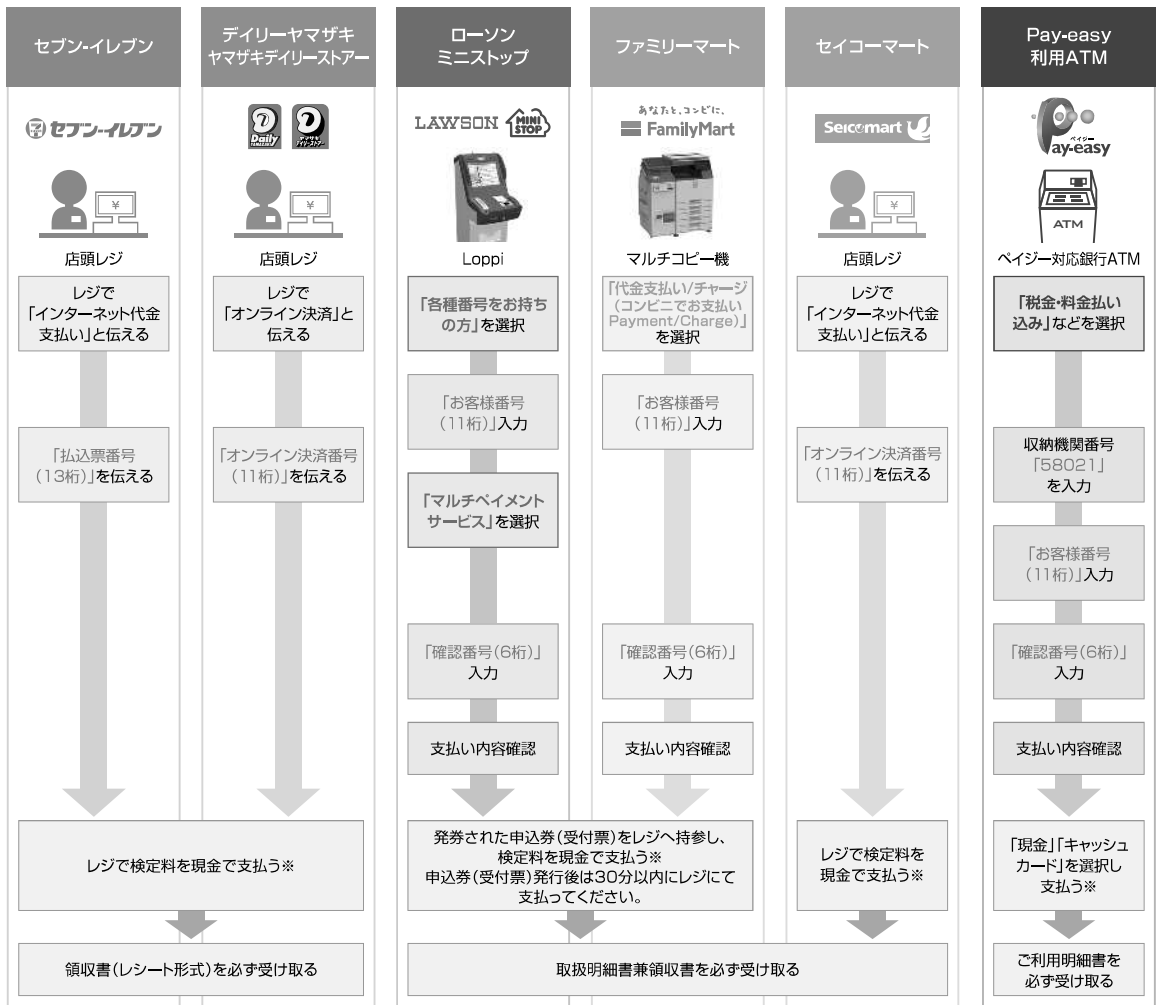 セブン-イレブン
デイリーヤマザキ
ヤマザキデイリーストアー
ローソン
ミニストップ
ファミリーマート
セイコーマート
Pay-easy
利用ATM
セブン-イレブン
Daily
YAMAZAKI
ヤマザキ
デイリーストアー
LAWSON
MINI
STOP
あなたと、コンビに、
FamilyMart
Seicomart
ペイジー
Pay-easy
¥
¥
¥
ATM
店頭レジ
店頭レジ
Loppi
マルチコピー機
店頭レジ
ペイジー対応銀行ATM
レジで
「インターネット代金
支払い」と伝える
レジで
「オンライン決済」と
伝える
「各種番号をお持ち
の方」を選択
「代金支払い/チャージ
(コンビニでお支払い
Payment/Charge)」
を選択
レジで
「インターネット代金
支払い」と伝える
「税金・料金払い
込み」などを選択
「お客様番号
(11桁)」入力
「お客様番号
(11桁)」入力
「払込票番号
(13桁)」を伝える
「オンライン決済番号
(11桁)」を伝える
「オンライン決済番号
(11桁)」を伝える
収納機関番号
「58021」
を入力
「マルチペイメント
サービス」を選択
「お客様番号
(11桁)」入力
「確認番号(6桁)」
入力
「確認番号(6桁)」
入力
「確認番号(6桁)」
入力
支払い内容確認
支払い内容確認
支払い内容確認
レジで検定料を現金で支払う※
発券された申込券(受付票)をレジへ持参し、
検定料を現金で支払う※
申込券(受付票)発行後は30分以内にレジにて
支払ってください。
レジで検定料を
現金で支払う※
「現金」「キャッシュ
カード」を選択し
支払う※
領収書(レシート形式)を必ず受け取る
取扱明細書兼領収書を必ず受け取る
ご利用明細書を
必ず受け取る